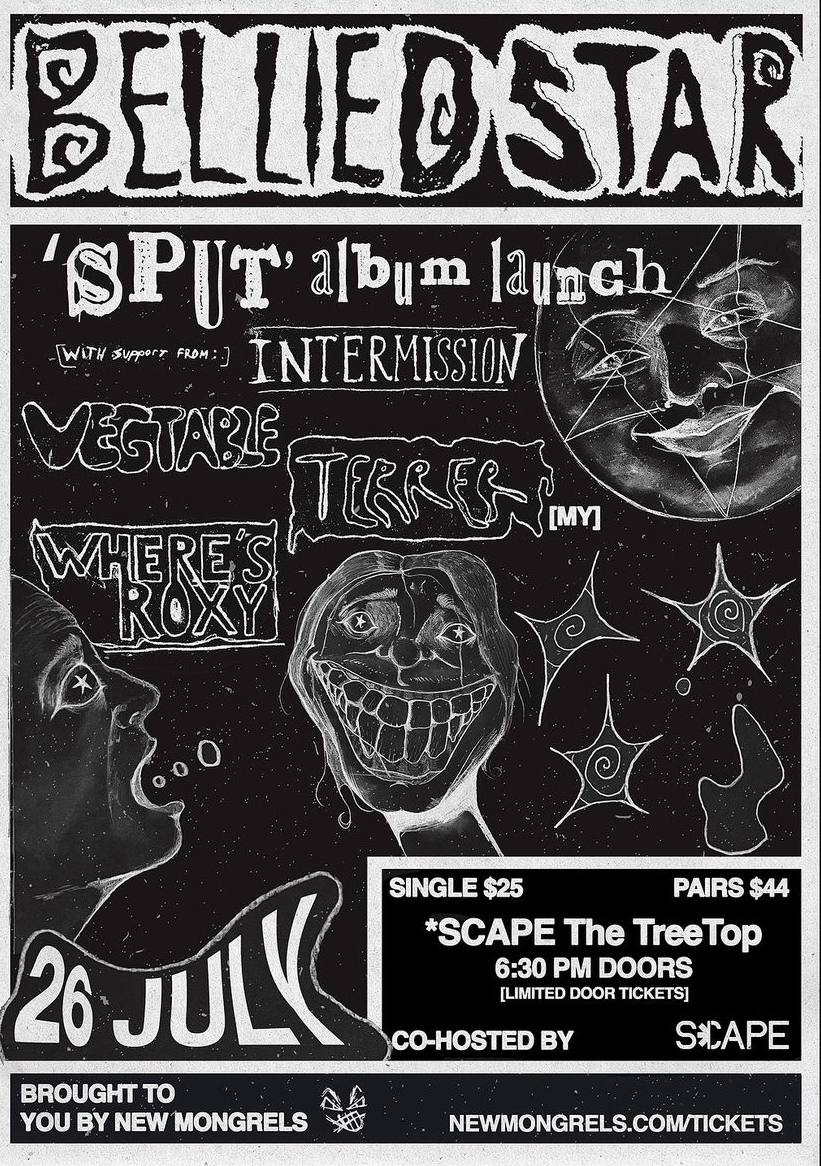 BELLIEDSTAR
'SPUT' album launch
[WITH SUPPORT FROM:]
INTERMISSION
VEGTABLE
TERRER
[MY]
WHERE'S
ROXY
26 JULY
SINGLE $25
PAIRS $44
*SCAPE The TreeTop
6:30 PM DOORS
[LIMITED DOOR TICKETS]
CO-HOSTED BY
S*CAPE
BROUGHT TO
YOU BY NEW MONGRELS
NEWMONGRELS.COM/TICKETS